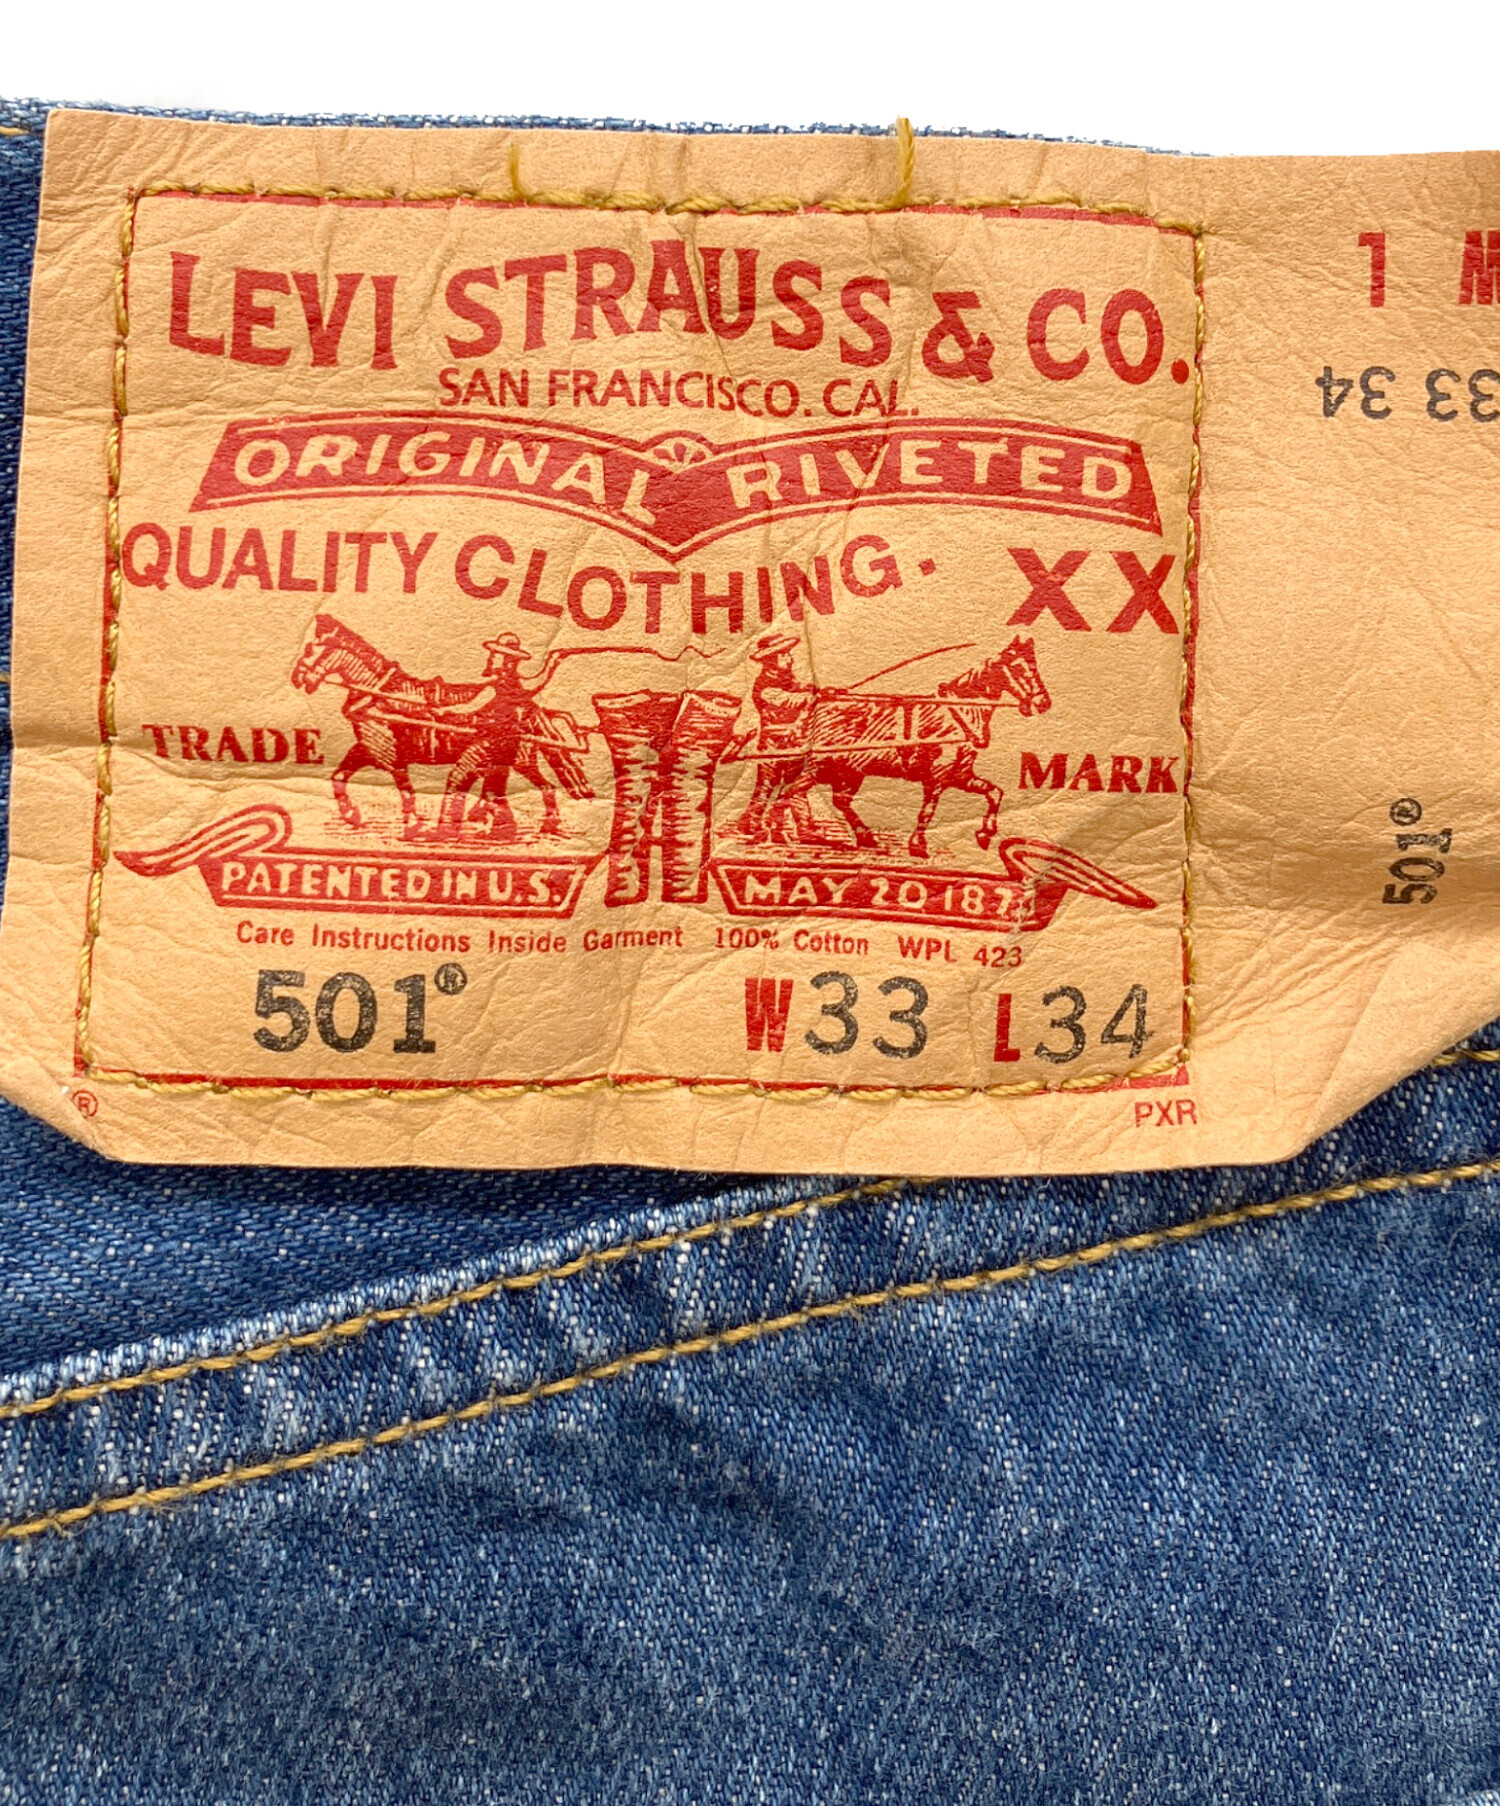 LEVI STRAUSS & CO.
SAN FRANCISCO. CAL.
ORIGINAL RIVETED
QUALITY CLOTHING. XX
TRADE MARK
PATENTED IN U.S. MAY 20 187
Care Instructions Inside Garment 100% Cotton WPL 423
501® W33 L34
® PXR
1 M
33 34
501®